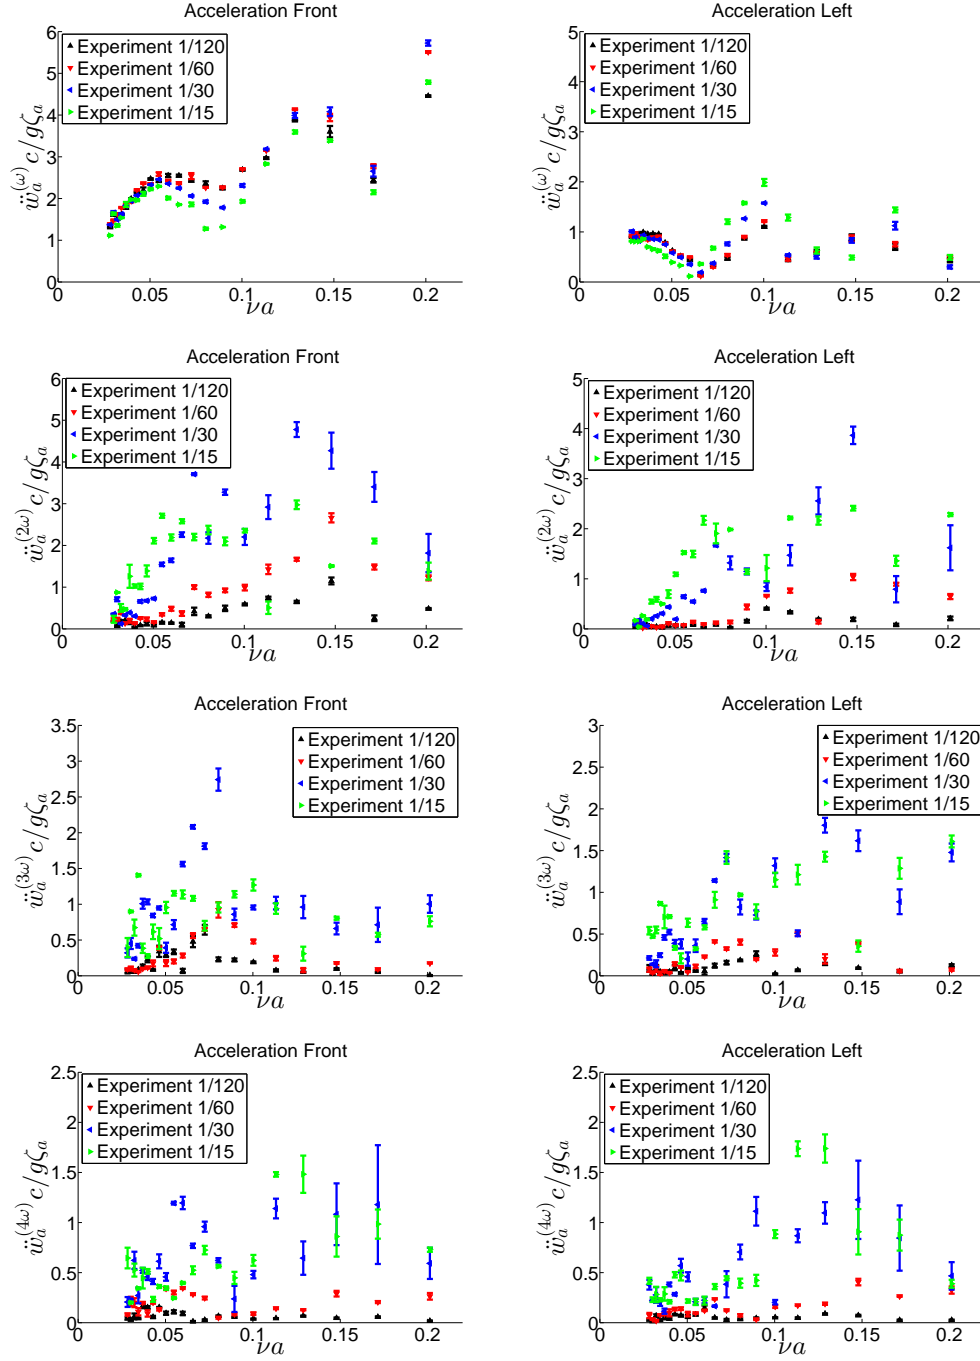 Acceleration Front
6
5
4
3
2
1
0
0 0.05 0.1 0.15 0.2
νa
ẅₐ^(ω) c/gζₐ
Experiment 1/120
Experiment 1/60
Experiment 1/30
Experiment 1/15
Acceleration Left
5
4
3
2
1
0
0 0.05 0.1 0.15 0.2
νa
ẅₐ^(ω) c/gζₐ
Experiment 1/120
Experiment 1/60
Experiment 1/30
Experiment 1/15
Acceleration Front
6
5
4
3
2
1
0
0 0.05 0.1 0.15 0.2
νa
ẅₐ^(2ω) c/gζₐ
Experiment 1/120
Experiment 1/60
Experiment 1/30
Experiment 1/15
Acceleration Left
5
4
3
2
1
0
0 0.05 0.1 0.15 0.2
νa
ẅₐ^(2ω) c/gζₐ
Experiment 1/120
Experiment 1/60
Experiment 1/30
Experiment 1/15
Acceleration Front
3.5
3
2.5
2
1.5
1
0.5
0
0 0.05 0.1 0.15 0.2
νa
ẅₐ^(3ω) c/gζₐ
Experiment 1/120
Experiment 1/60
Experiment 1/30
Experiment 1/15
Acceleration Left
3
2.5
2
1.5
1
0.5
0
0 0.05 0.1 0.15 0.2
νa
ẅₐ^(3ω) c/gζₐ
Experiment 1/120
Experiment 1/60
Experiment 1/30
Experiment 1/15
Acceleration Front
2.5
2
1.5
1
0.5
0
0 0.05 0.1 0.15 0.2
νa
ẅₐ^(4ω) c/gζₐ
Experiment 1/120
Experiment 1/60
Experiment 1/30
Experiment 1/15
Acceleration Left
2.5
2
1.5
1
0.5
0
0 0.05 0.1 0.15 0.2
νa
ẅₐ^(4ω) c/gζₐ
Experiment 1/120
Experiment 1/60
Experiment 1/30
Experiment 1/15